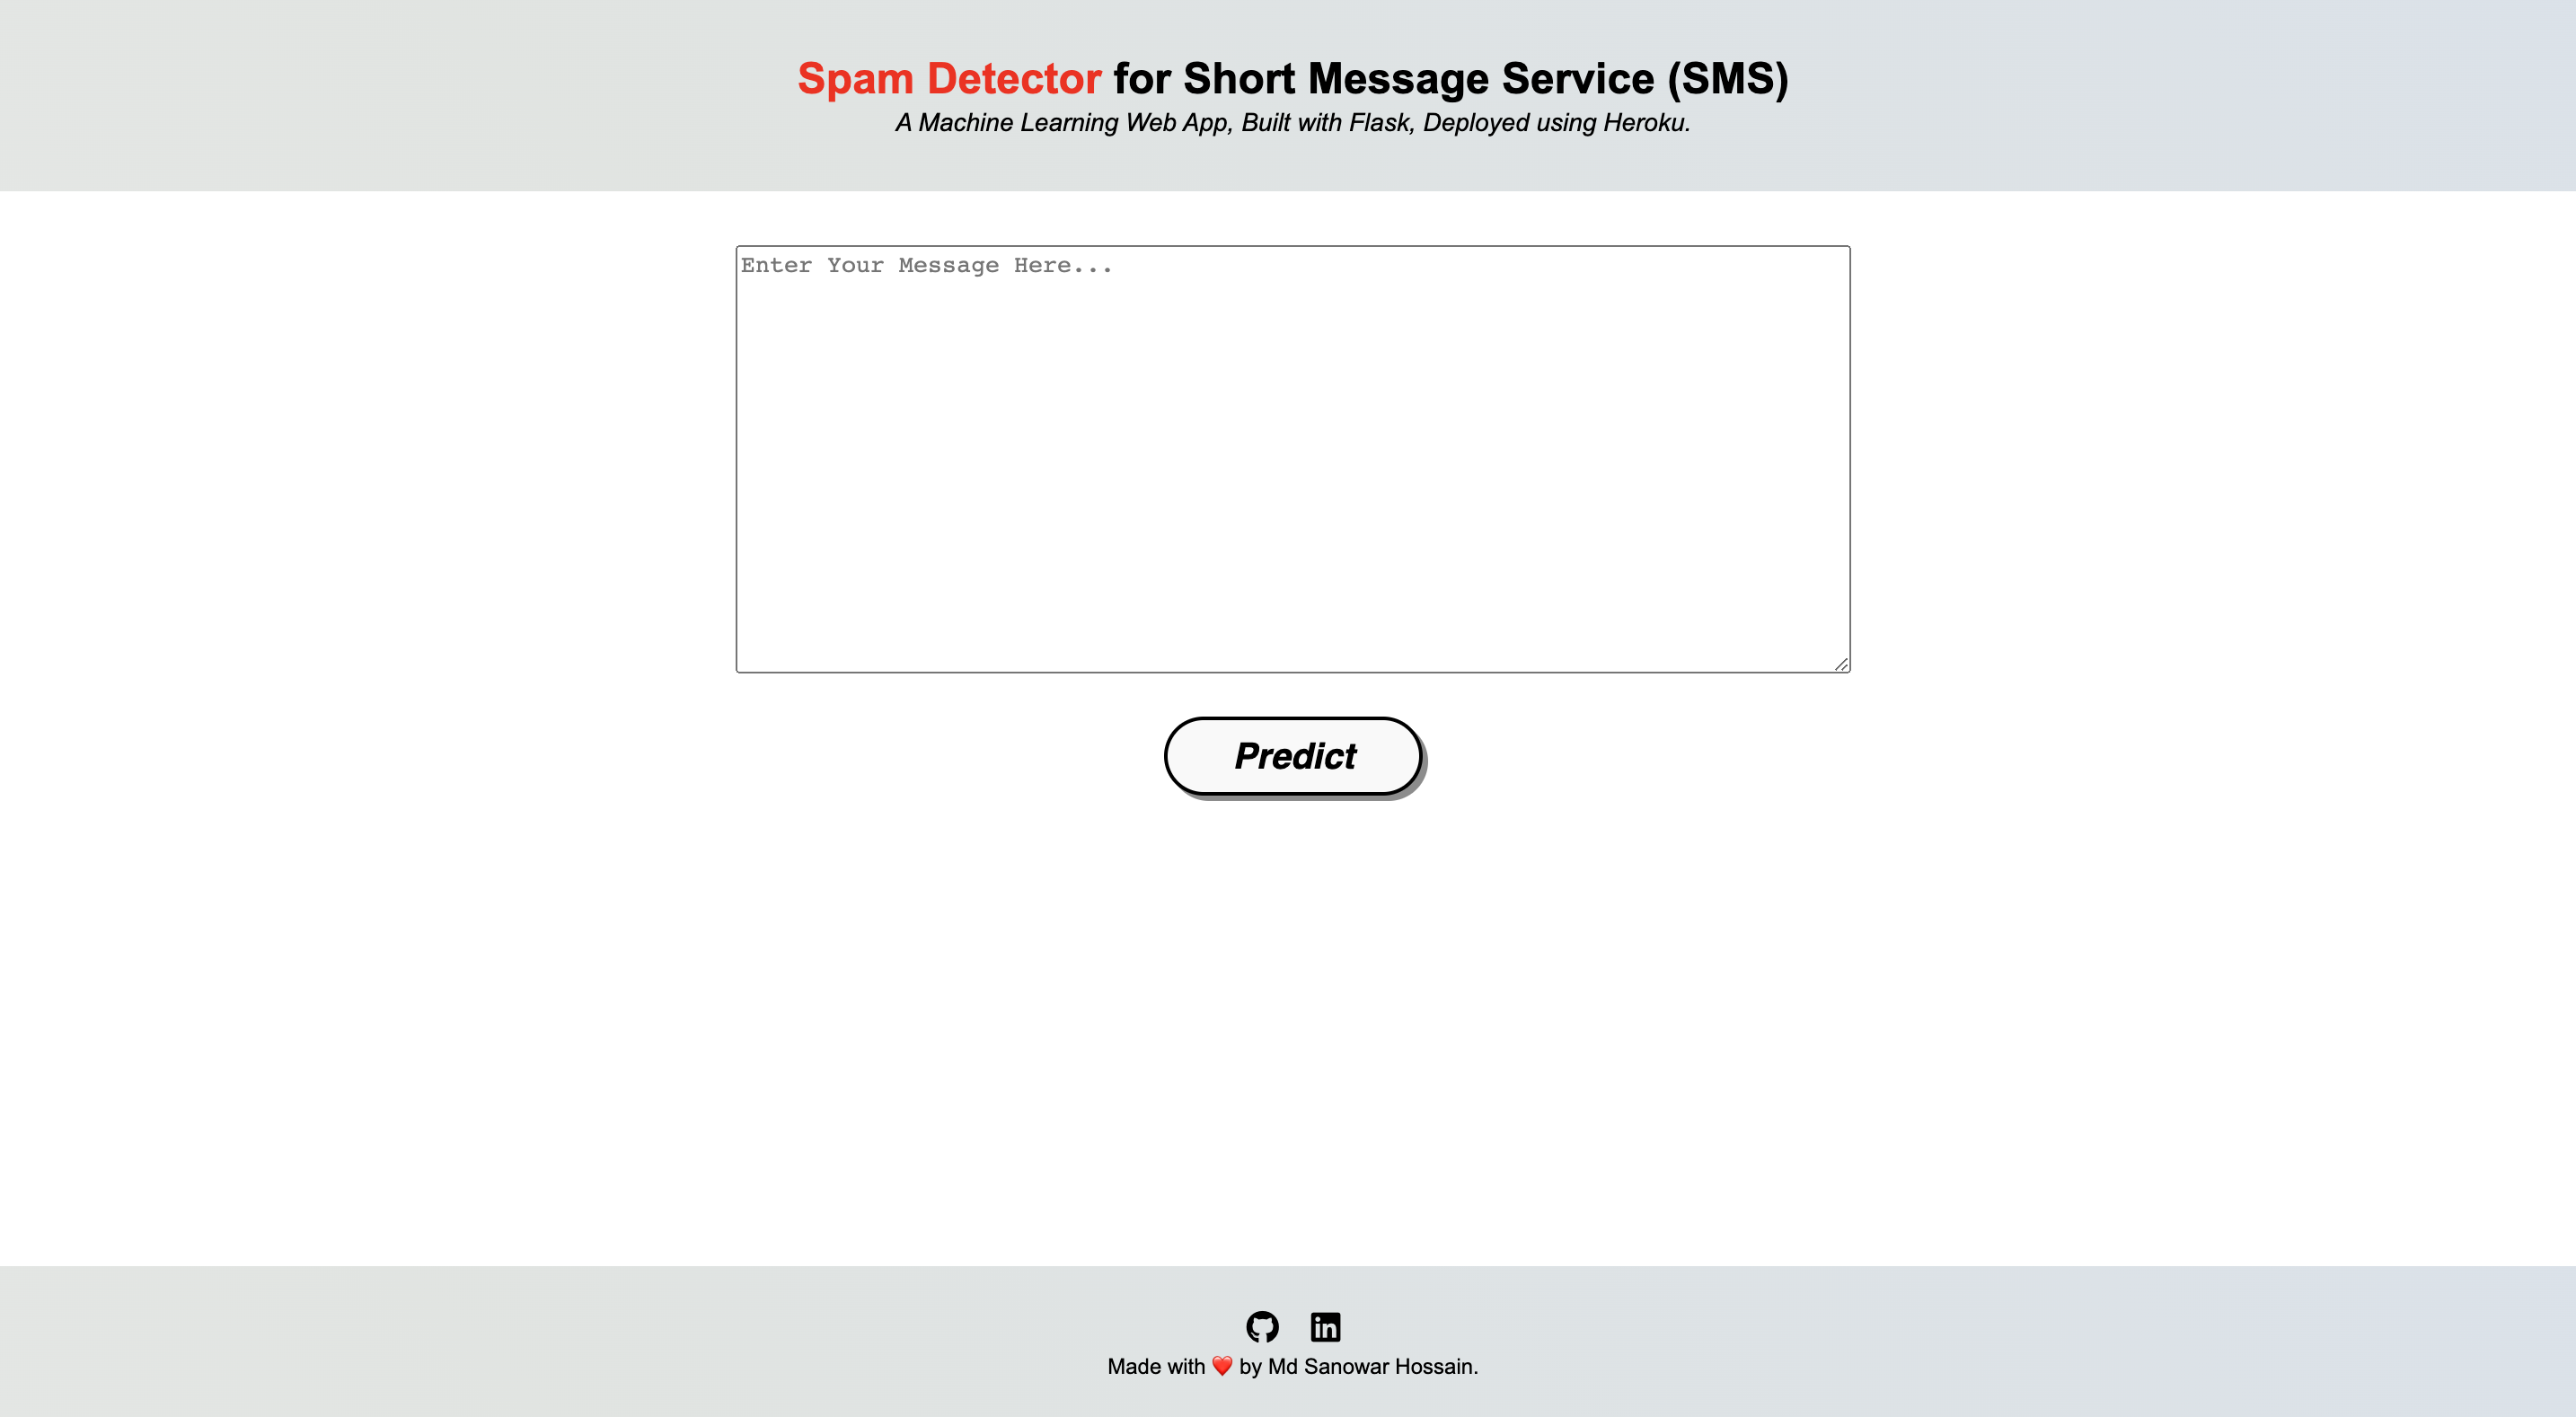 Spam Detector for Short Message Service (SMS)
A Machine Learning Web App, Built with Flask, Deployed using Heroku.
Enter Your Message Here...
Predict
Made with ❤️ by Md Sanowar Hossain.